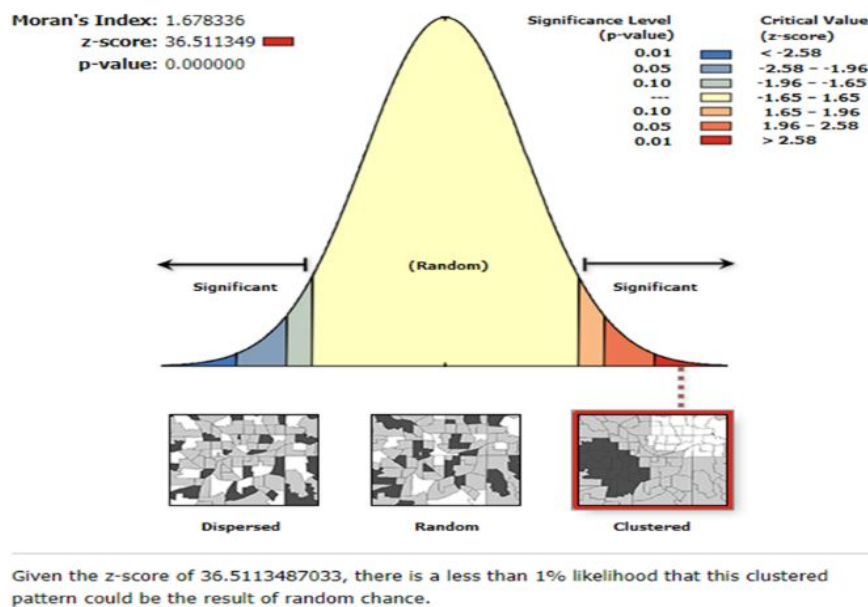 Moran's Index: 1.678336
z-score: 36.511349
p-value: 0.000000
Significance Level
(p-value)
Critical Value
(z-score)
0.01 < -2.58
0.05 -2.58 – -1.96
0.10 -1.96 – -1.65
--- -1.65 – 1.65
0.10 1.65 – 1.96
0.05 1.96 – 2.58
0.01 > 2.58
(Random)
Significant
Significant
Dispersed
Random
Clustered
Given the z-score of 36.5113487033, there is a less than 1% likelihood that this clustered
pattern could be the result of random chance.